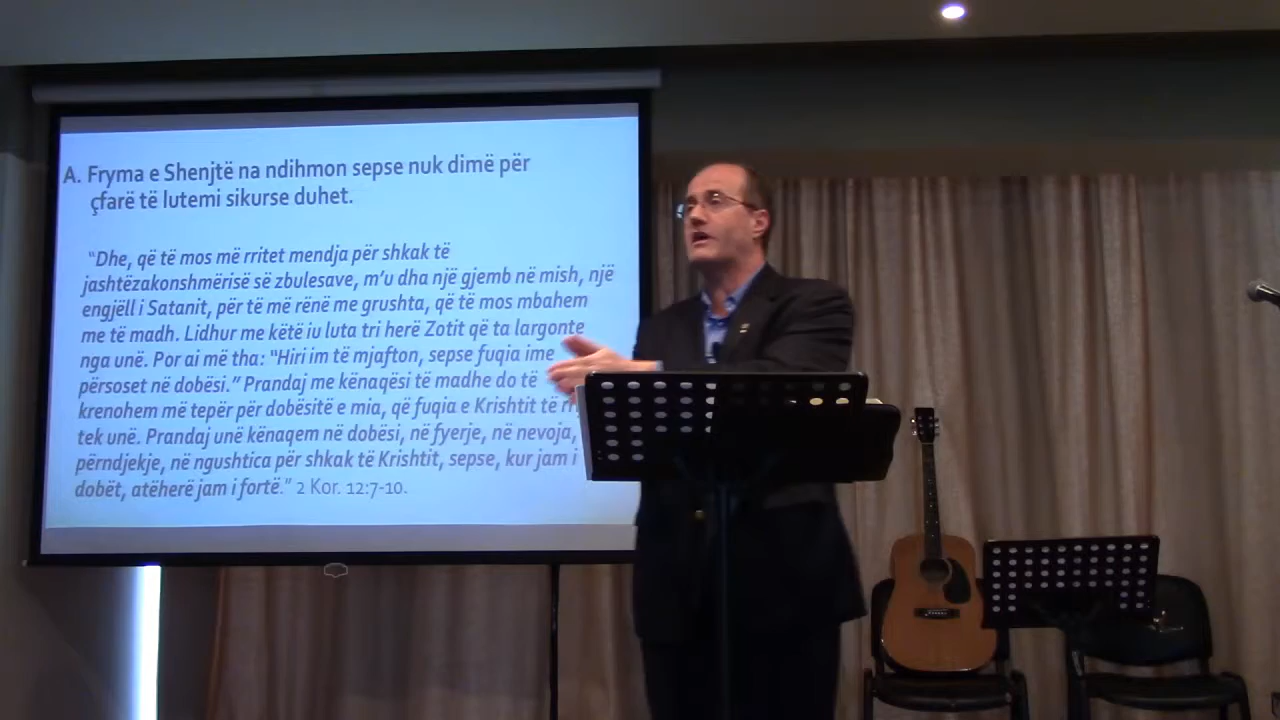 A. Fryma e Shenjtë na ndihmon sepse nuk dimë për
çfarë të lutemi sikurse duhet.
“Dhe, që të mos më rritet mendja për shkak të
jashtëzakonshmërisë së zbulesave, m’u dha një gjemb në mish, një
engjëll i Satanit, për të më rënë me grushta, që të mos mbahem
me të madh. Lidhur me këtë iu luta tri herë Zotit që ta largonte
nga unë. Por ai më tha: “Hiri im të mjafton, sepse fuqia ime
përsoset në dobësi.” Prandaj me kënaqësi të madhe do të
krenohem më tepër për dobësitë e mia, që fuqia e Krishtit të
tek unë. Prandaj unë kënaqem në dobësi, në fyerje, në nevoja,
përndjekje, në ngushtica për shkak të Krishtit, sepse, kur jam i
dobët, atëherë jam i fortë.” 2 Kor. 12:7-10.